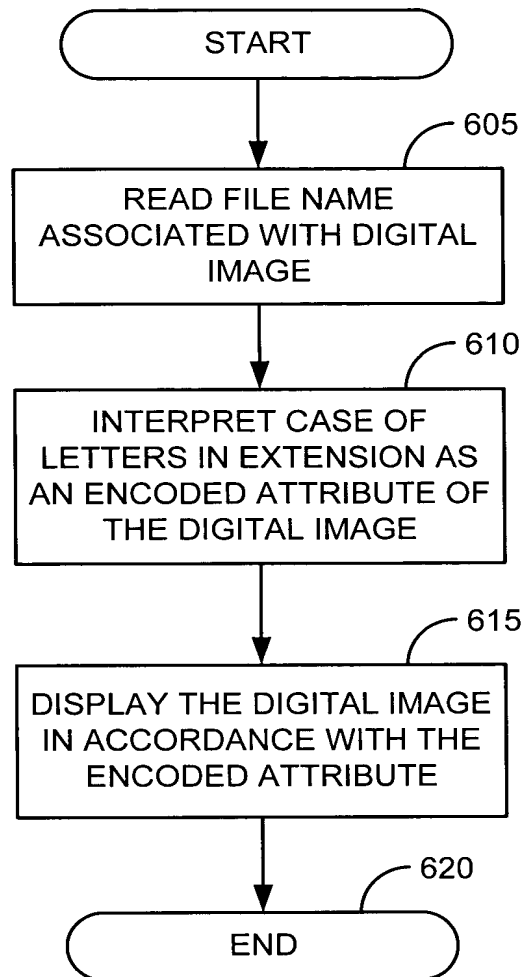 START
605
READ FILE NAME
ASSOCIATED WITH DIGITAL
IMAGE
610
INTERPRET CASE OF
LETTERS IN EXTENSION AS
AN ENCODED ATTRIBUTE OF
THE DIGITAL IMAGE
615
DISPLAY THE DIGITAL IMAGE
IN ACCORDANCE WITH THE
ENCODED ATTRIBUTE
620
END